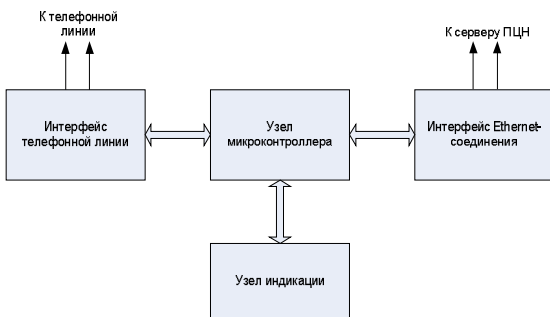 К телефонной
линии
К серверу ПЦН
Интерфейс
телефонной линии
Узел
микроконтроллера
Интерфейс Ethernet-
соединения
Узел индикации